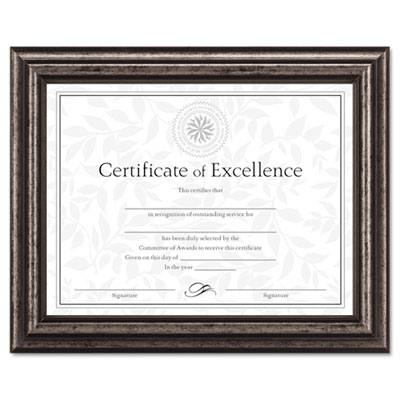 Certificate of Excellence
This certifies that
in recognition of outstanding service for
has been duly selected by the
Committee of Awards to receive this certificate
Given on this day of
In the year
Signature Signature